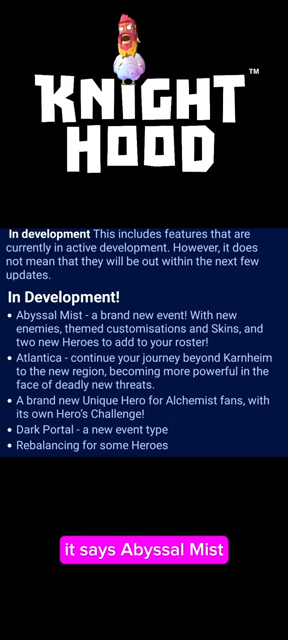 KNIGHT™
HOOD
In development This includes features that are
currently in active development. However, it does
not mean that they will be out within the next few
updates.
In Development!
• Abyssal Mist - a brand new event! With new
enemies, themed customisations and Skins, and
two new Heroes to add to your roster!
• Atlantica - continue your journey beyond Karnheim
to the new region, becoming more powerful in the
face of deadly new threats.
• A brand new Unique Hero for Alchemist fans, with
its own Hero's Challenge!
• Dark Portal - a new event type
• Rebalancing for some Heroes
it says Abyssal Mist